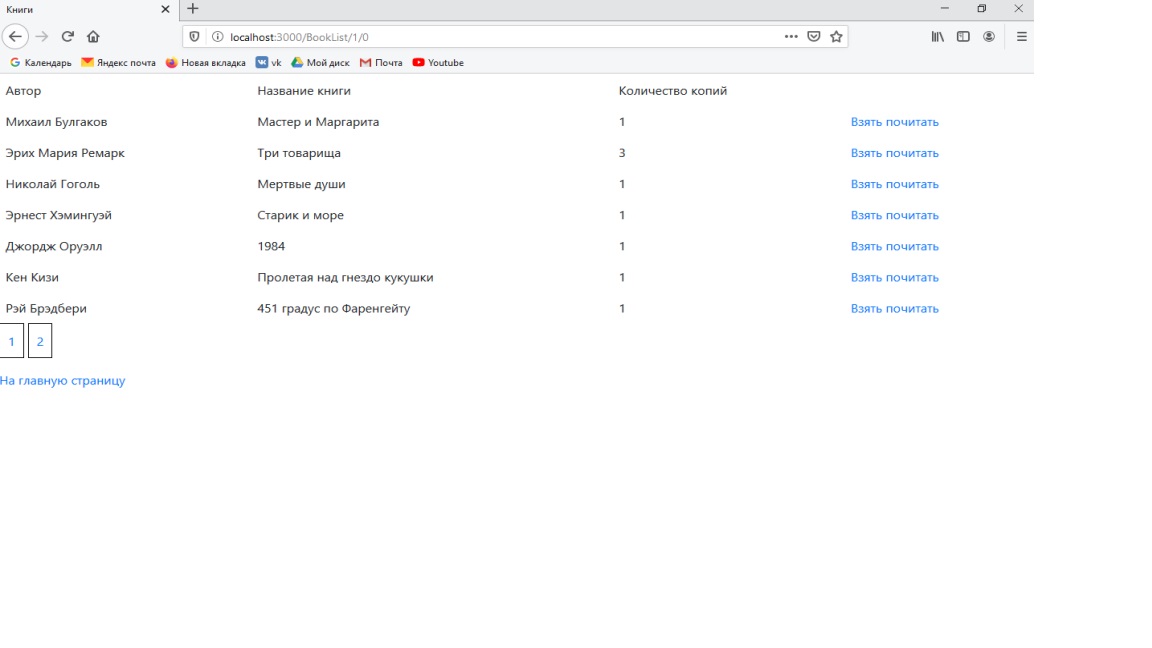 Книги
localhost:3000/BookList/1/0
Календарь Яндекс почта Новая вкладка vk Мой диск Почта Youtube
Автор Название книги Количество копий
Михаил Булгаков Мастер и Маргарита 1 Взять почитать
Эрих Мария Ремарк Три товарища 3 Взять почитать
Николай Гоголь Мертвые души 1 Взять почитать
Эрнест Хэмингуэй Старик и море 1 Взять почитать
Джордж Оруэлл 1984 1 Взять почитать
Кен Кизи Пролетая над гнездо кукушки 1 Взять почитать
Рэй Брэдбери 451 градус по Фаренгейту 1 Взять почитать
1 2
На главную страницу